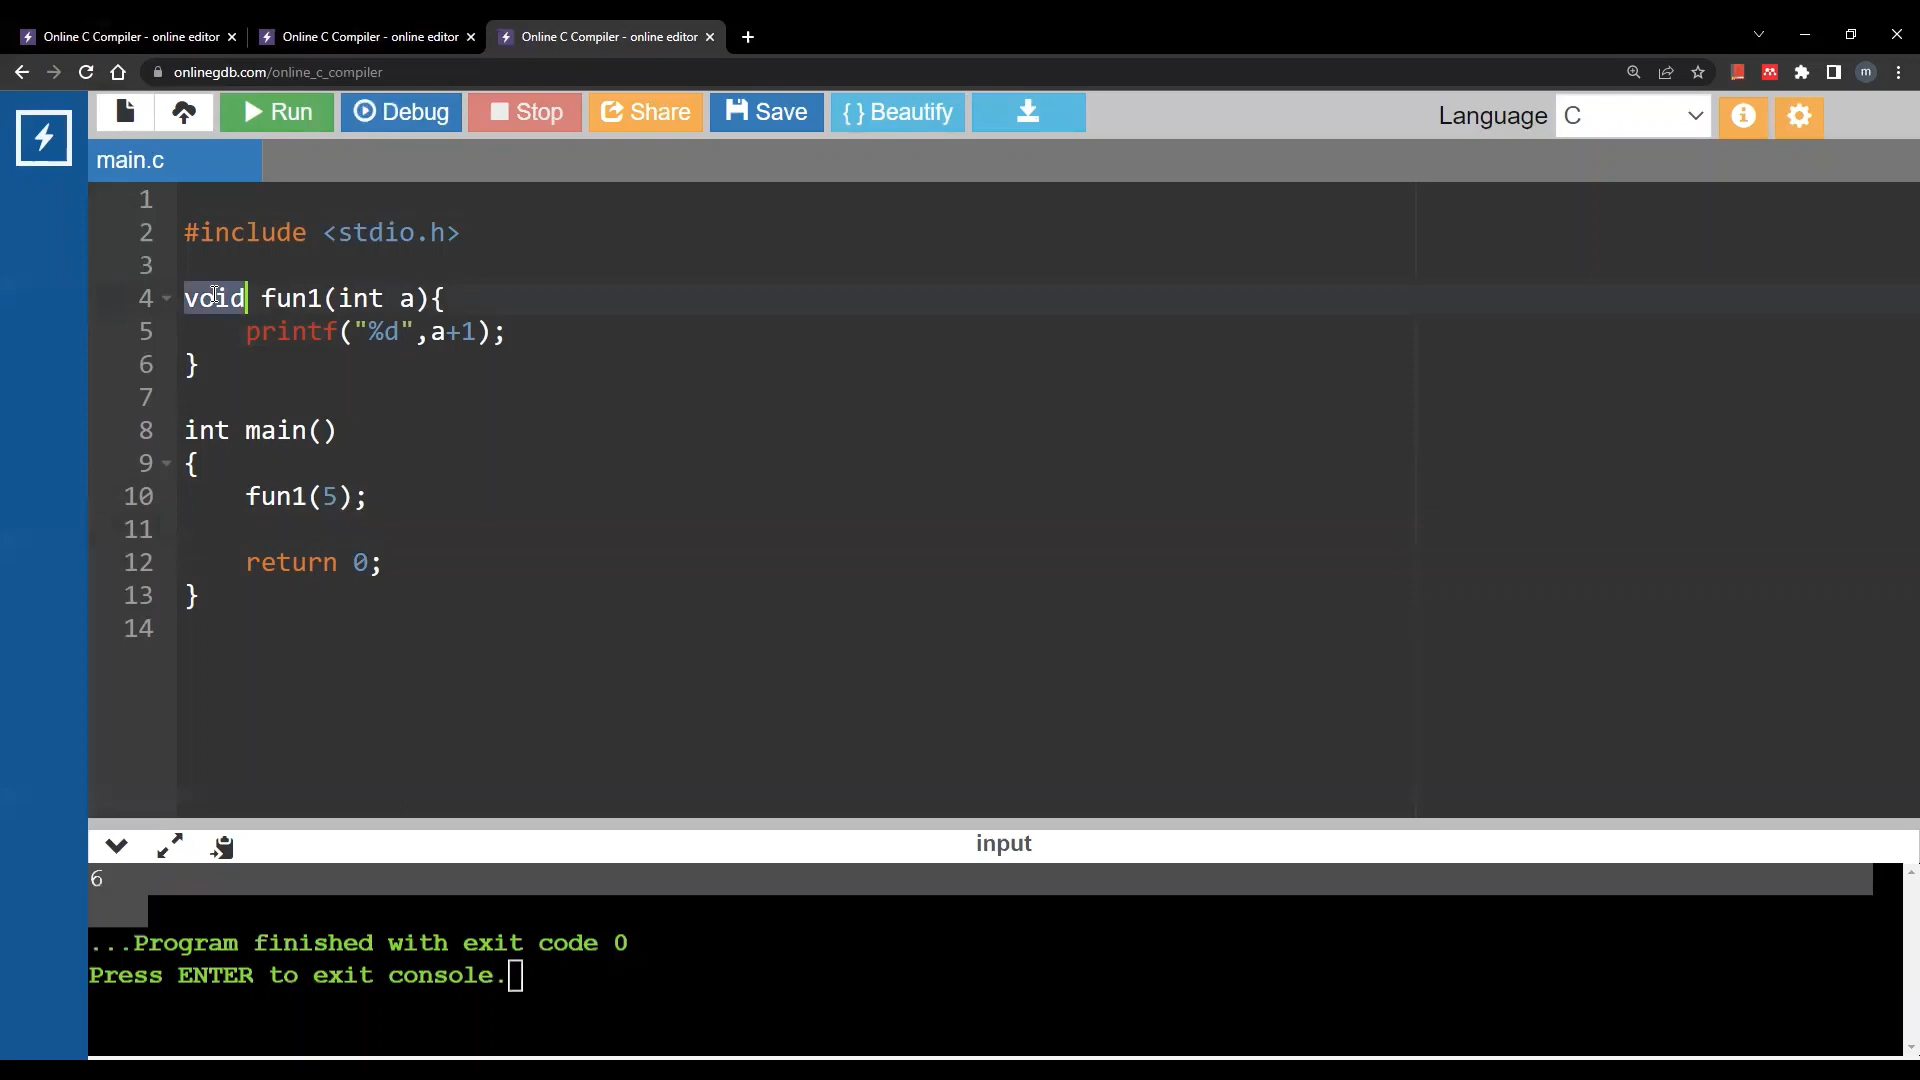 Online C Compiler - online editor
Online C Compiler - online editor
Online C Compiler - online editor
onlinegdb.com/online_c_compiler
m
Run
Debug
Stop
Share
Save
{ } Beautify
Language C
main.c
1
2 #include <stdio.h>
3
4 void fun1(int a){
5     printf("%d",a+1);
6 }
7
8 int main()
9 {
10     fun1(5);
11
12     return 0;
13 }
14
input
6
...Program finished with exit code 0
Press ENTER to exit console.